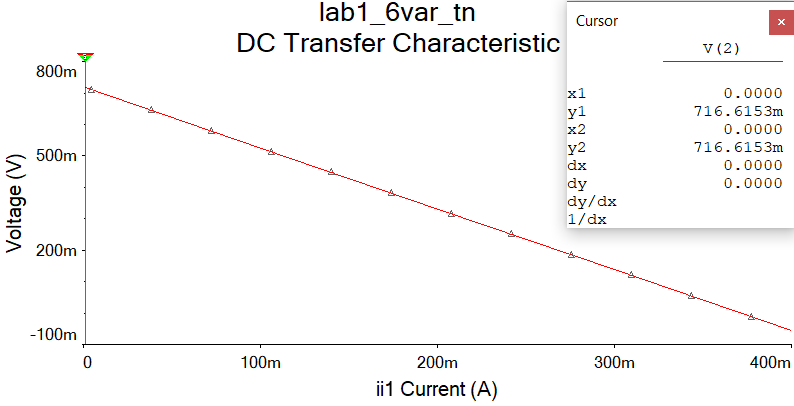 lab1_6var_tn
DC Transfer Characteristic
Cursor
V(2)
x1 0.0000
y1 716.6153m
x2 0.0000
y2 716.6153m
dx 0.0000
dy 0.0000
dy/dx
1/dx
Voltage (V)
800m
500m
200m
-100m
0 100m 200m 300m 400m
ii1 Current (A)